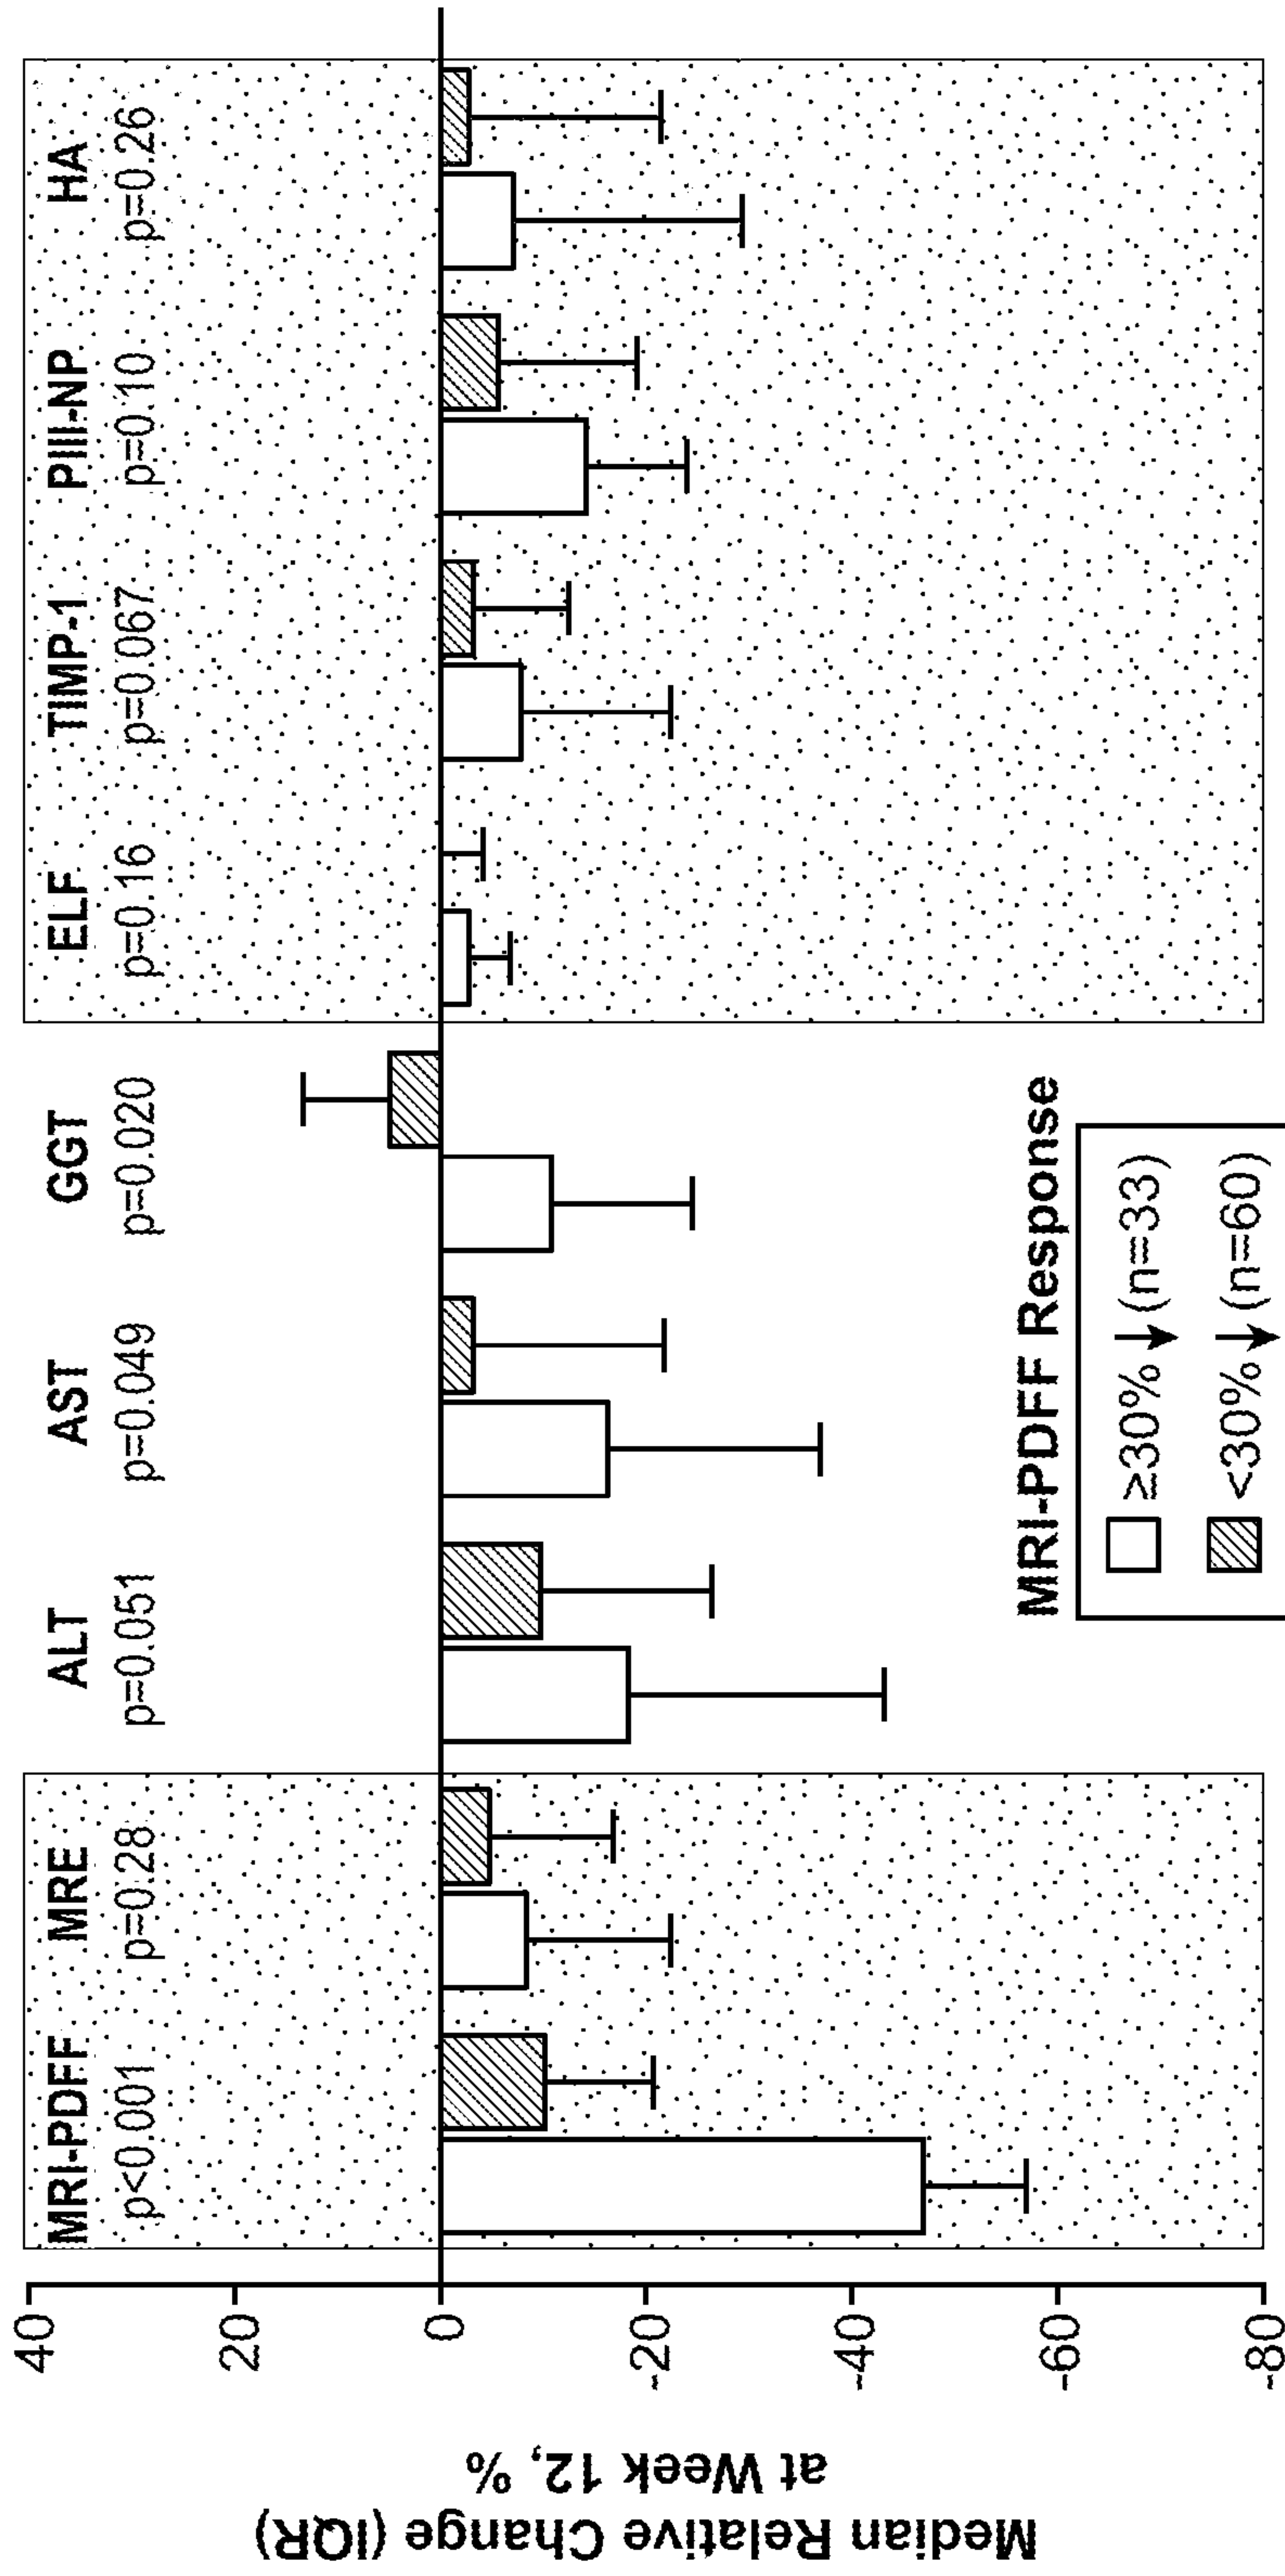 Median Relative Change (IQR)
at Week 12, %
40
20
0
-20
-40
-60
-80
MRI-PDFF
p<0.001
MRE
p=0.28
ALT
p=0.051
AST
p=0.049
GGT
p=0.020
ELF
p=0.16
TIMP-1
p=0.067
PIII-NP
p=0.10
HA
p=0.26
MRI-PDFF Response
≥30% ↓ (n=33)
<30% ↓ (n=60)